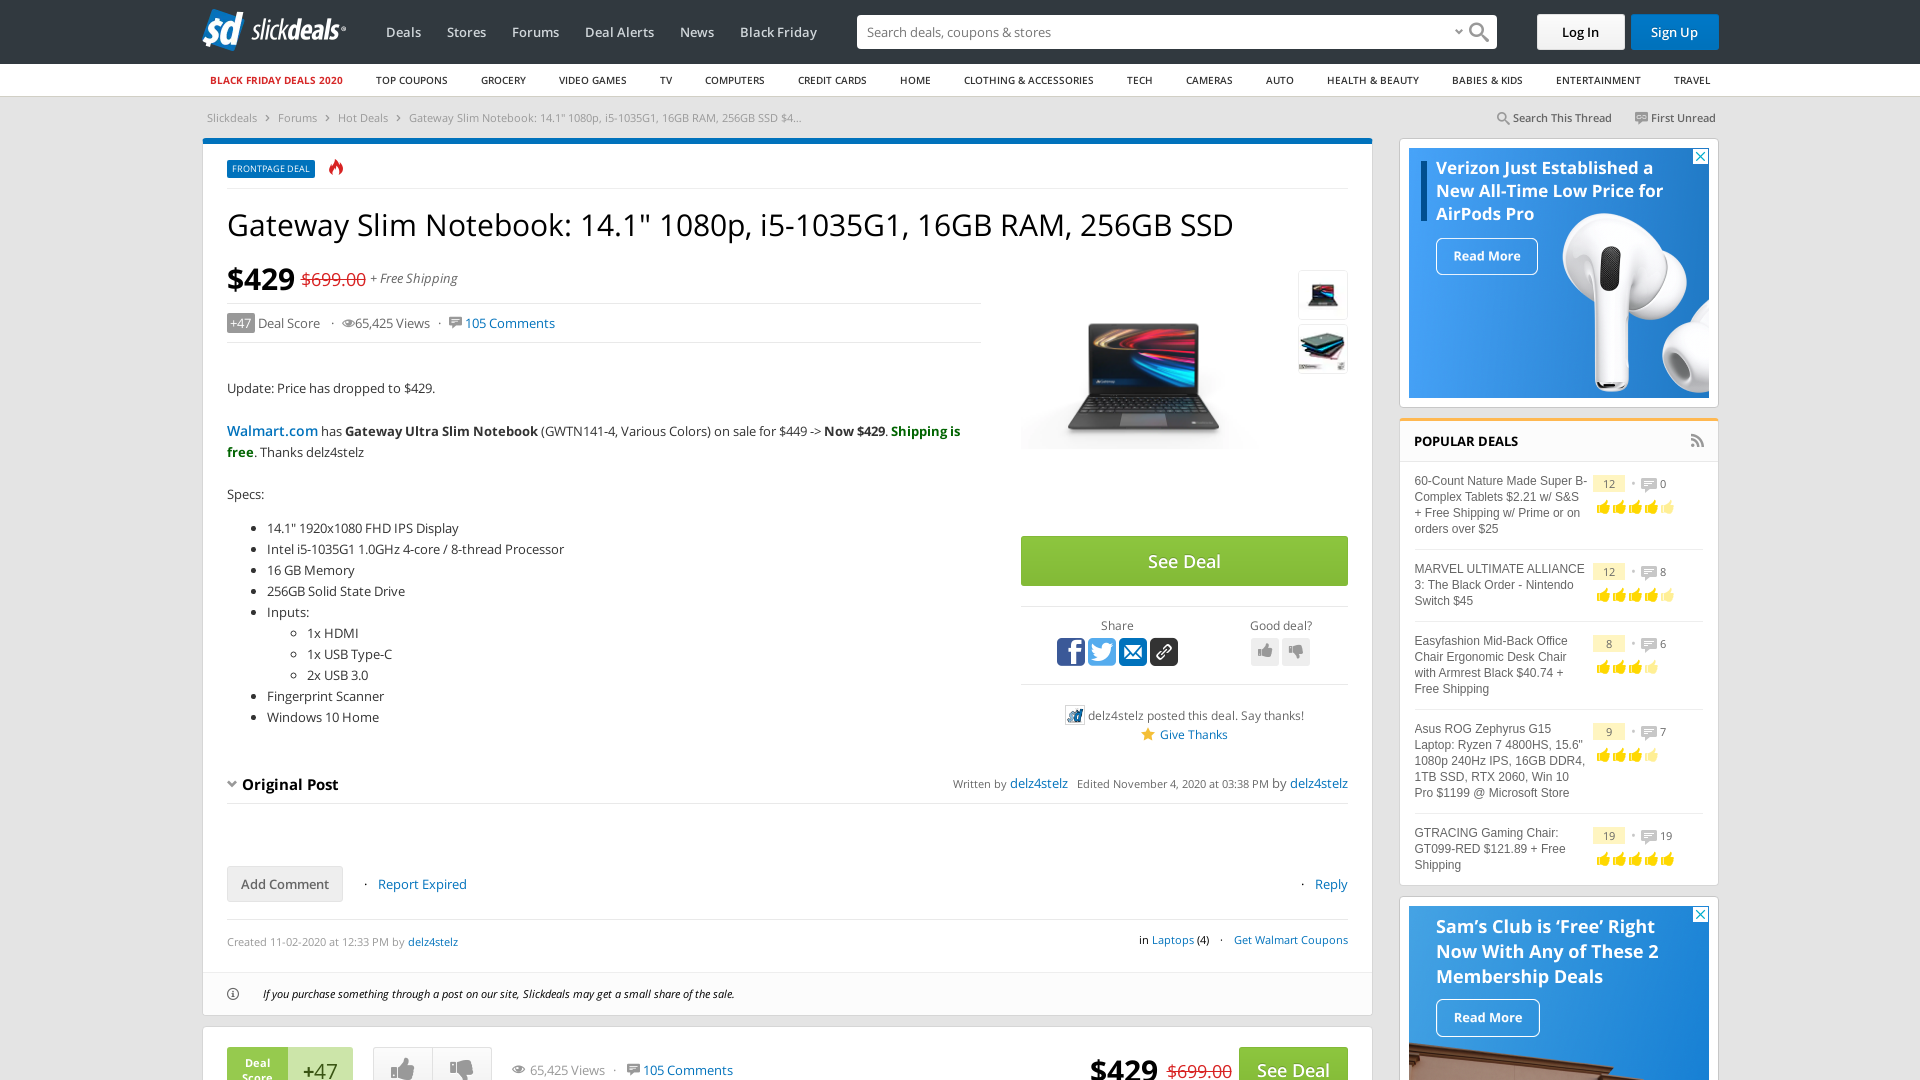 slickdeals
Deals
Stores
Forums
Deal Alerts
News
Black Friday
Search deals, coupons & stores
Log In
Sign Up
BLACK FRIDAY DEALS 2020
TOP COUPONS
GROCERY
VIDEO GAMES
TV
COMPUTERS
CREDIT CARDS
HOME
CLOTHING & ACCESSORIES
TECH
CAMERAS
AUTO
HEALTH & BEAUTY
BABIES & KIDS
ENTERTAINMENT
TRAVEL
Slickdeals › Forums › Hot Deals › Gateway Slim Notebook: 14.1" 1080p, i5-1035G1, 16GB RAM, 256GB SSD $4...
Search This Thread
First Unread
FRONTPAGE DEAL
Gateway Slim Notebook: 14.1" 1080p, i5-1035G1, 16GB RAM, 256GB SSD
$429 $699.00 + Free Shipping
+47 Deal Score · 65,425 Views · 105 Comments
Update: Price has dropped to $429.
Walmart.com has Gateway Ultra Slim Notebook (GWTN141-4, Various Colors) on sale for $449 -> Now $429. Shipping is
free. Thanks delz4stelz
Specs:
14.1" 1920x1080 FHD IPS Display
Intel i5-1035G1 1.0GHz 4-core / 8-thread Processor
16 GB Memory
256GB Solid State Drive
Inputs:
1x HDMI
1x USB Type-C
2x USB 3.0
Fingerprint Scanner
Windows 10 Home
See Deal
Share
Good deal?
delz4stelz posted this deal. Say thanks!
Give Thanks
Original Post
Written by delz4stelz Edited November 4, 2020 at 03:38 PM by delz4stelz
Add Comment · Report Expired
· Reply
Created 11-02-2020 at 12:33 PM by delz4stelz
in Laptops (4) · Get Walmart Coupons
If you purchase something through a post on our site, Slickdeals may get a small share of the sale.
Deal
Score
+47
65,425 Views · 105 Comments
$429 $699.00
See Deal
Verizon Just Established a
New All-Time Low Price for
AirPods Pro
Read More
POPULAR DEALS
60-Count Nature Made Super B-
Complex Tablets $2.21 w/ S&S
+ Free Shipping w/ Prime or on
orders over $25
12 • 0
MARVEL ULTIMATE ALLIANCE
3: The Black Order - Nintendo
Switch $45
12 • 8
Easyfashion Mid-Back Office
Chair Ergonomic Desk Chair
with Armrest Black $40.74 +
Free Shipping
8 • 6
Asus ROG Zephyrus G15
Laptop: Ryzen 7 4800HS, 15.6"
1080p 240Hz IPS, 16GB DDR4,
1TB SSD, RTX 2060, Win 10
Pro $1199 @ Microsoft Store
9 • 7
GTRACING Gaming Chair:
GT099-RED $121.89 + Free
Shipping
19 • 19
Sam's Club is ‘Free’ Right
Now With Any of These 2
Membership Deals
Read More